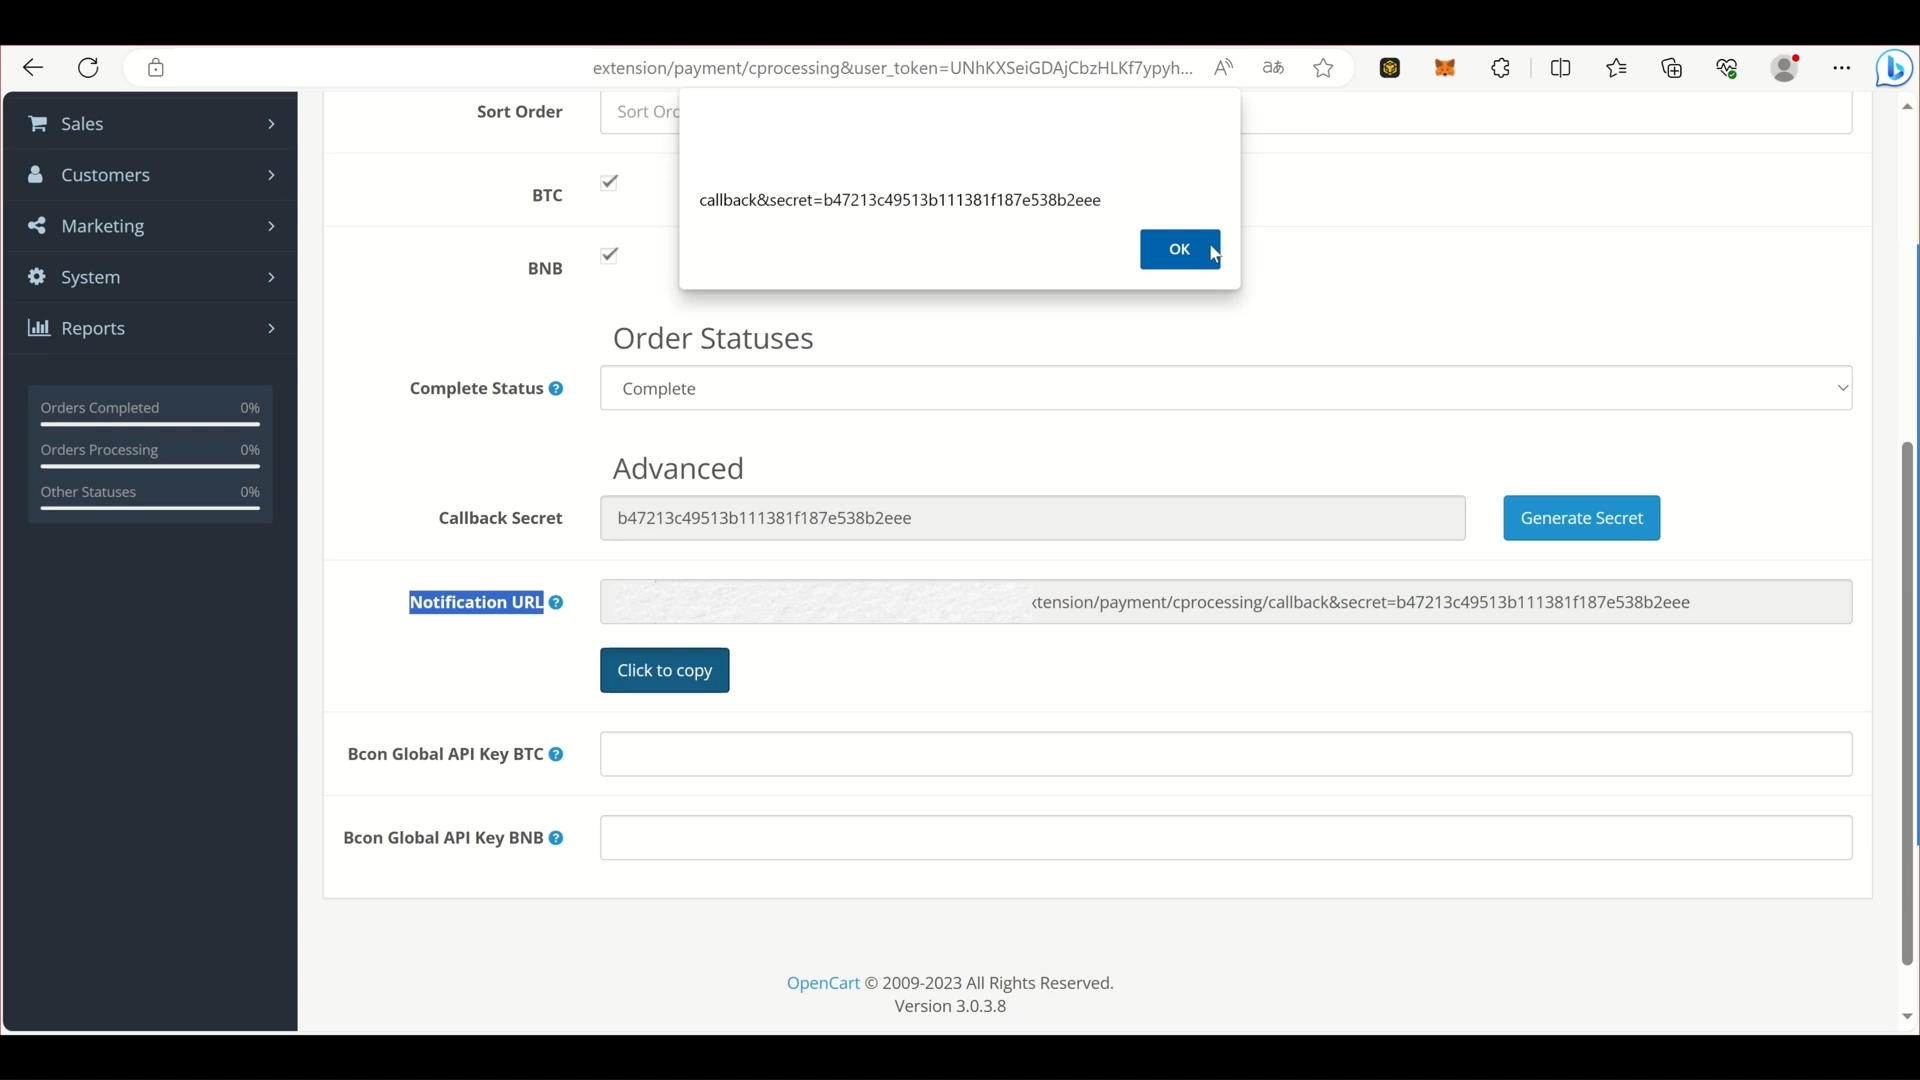 extension/payment/cprocessing&user_token=UNhKXSeiGDAjCbzHLKf7ypyh...
Sales
Customers
Marketing
System
Reports
Orders Completed 0%
Orders Processing 0%
Other Statuses 0%
Sort Order
Sort Ord
callback&secret=b47213c49513b111381f187e538b2eee
OK
BTC
BNB
Order Statuses
Complete Status
Complete
Advanced
Callback Secret
b47213c49513b111381f187e538b2eee
Generate Secret
Notification URL
xtension/payment/cprocessing/callback&secret=b47213c49513b111381f187e538b2eee
Click to copy
Bcon Global API Key BTC
Bcon Global API Key BNB
OpenCart © 2009-2023 All Rights Reserved.
Version 3.0.3.8